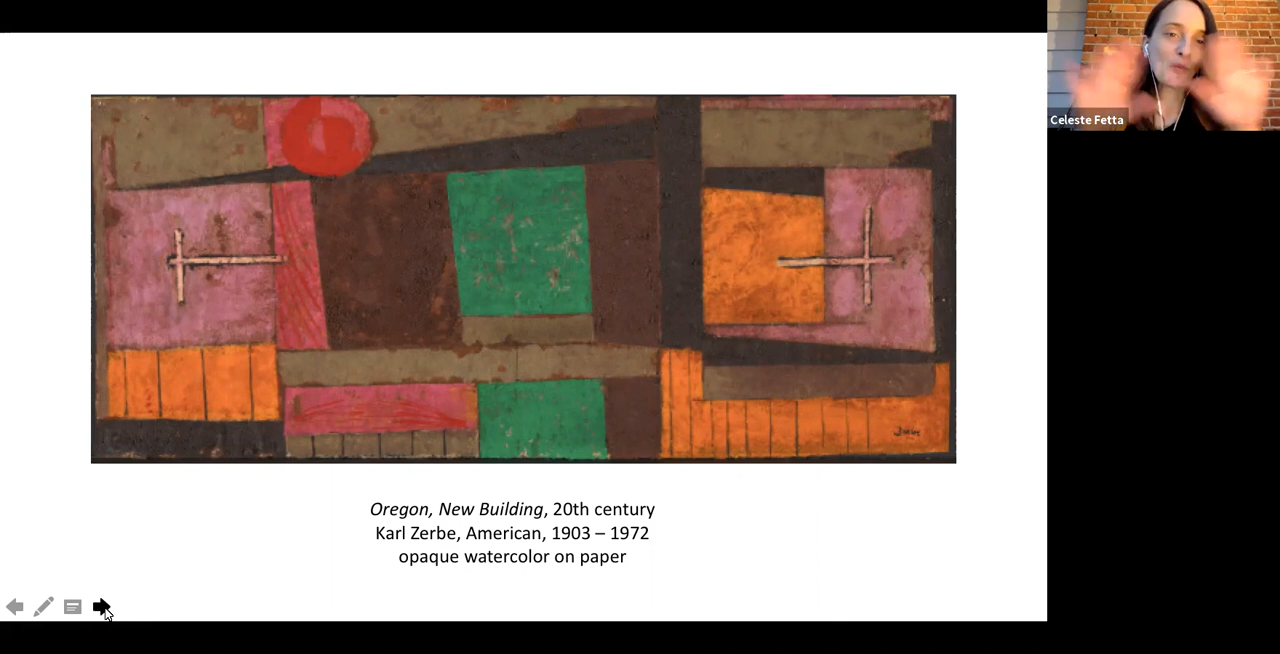 Celeste Fetta
Oregon, New Building, 20th century
Karl Zerbe, American, 1903 – 1972
opaque watercolor on paper